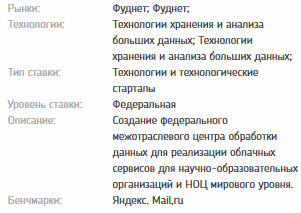 Рынки: Фуднет; Фуднет;
Технологии: Технологии хранения и анализа
больших данных; Технологии
хранения и анализа больших данных;
Тип ставки: Технологии и технологические
стартапы
Уровень ставки: Федеральная
Описание: Создание федерального
межотраслевого центра обработки
данных для реализации облачных
сервисов для научно-образовательных
организаций и НОЦ мирового уровня.
Бенчмарки: Яндекс. Mail,ru